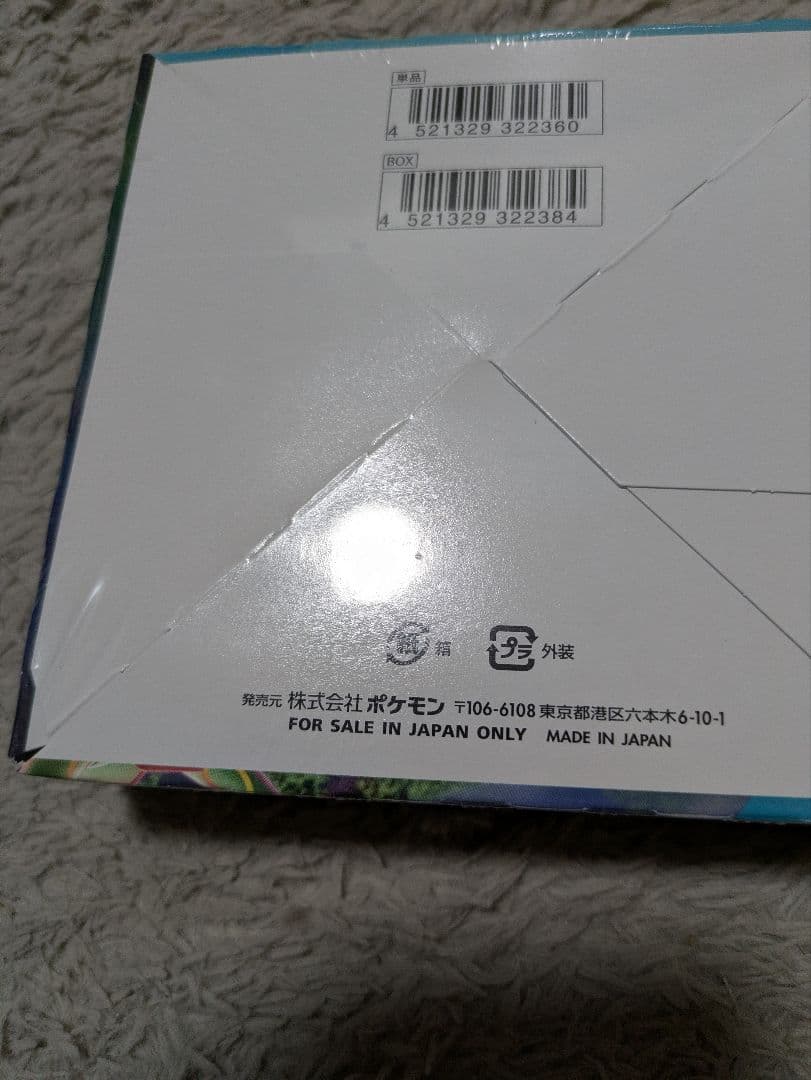 単品
4 521329 322360
BOX
4 521329 322384
紙 箱 プラ 外装
発売元 株式会社ポケモン 〒106-6108 東京都港区六本木6-10-1
FOR SALE IN JAPAN ONLY MADE IN JAPAN